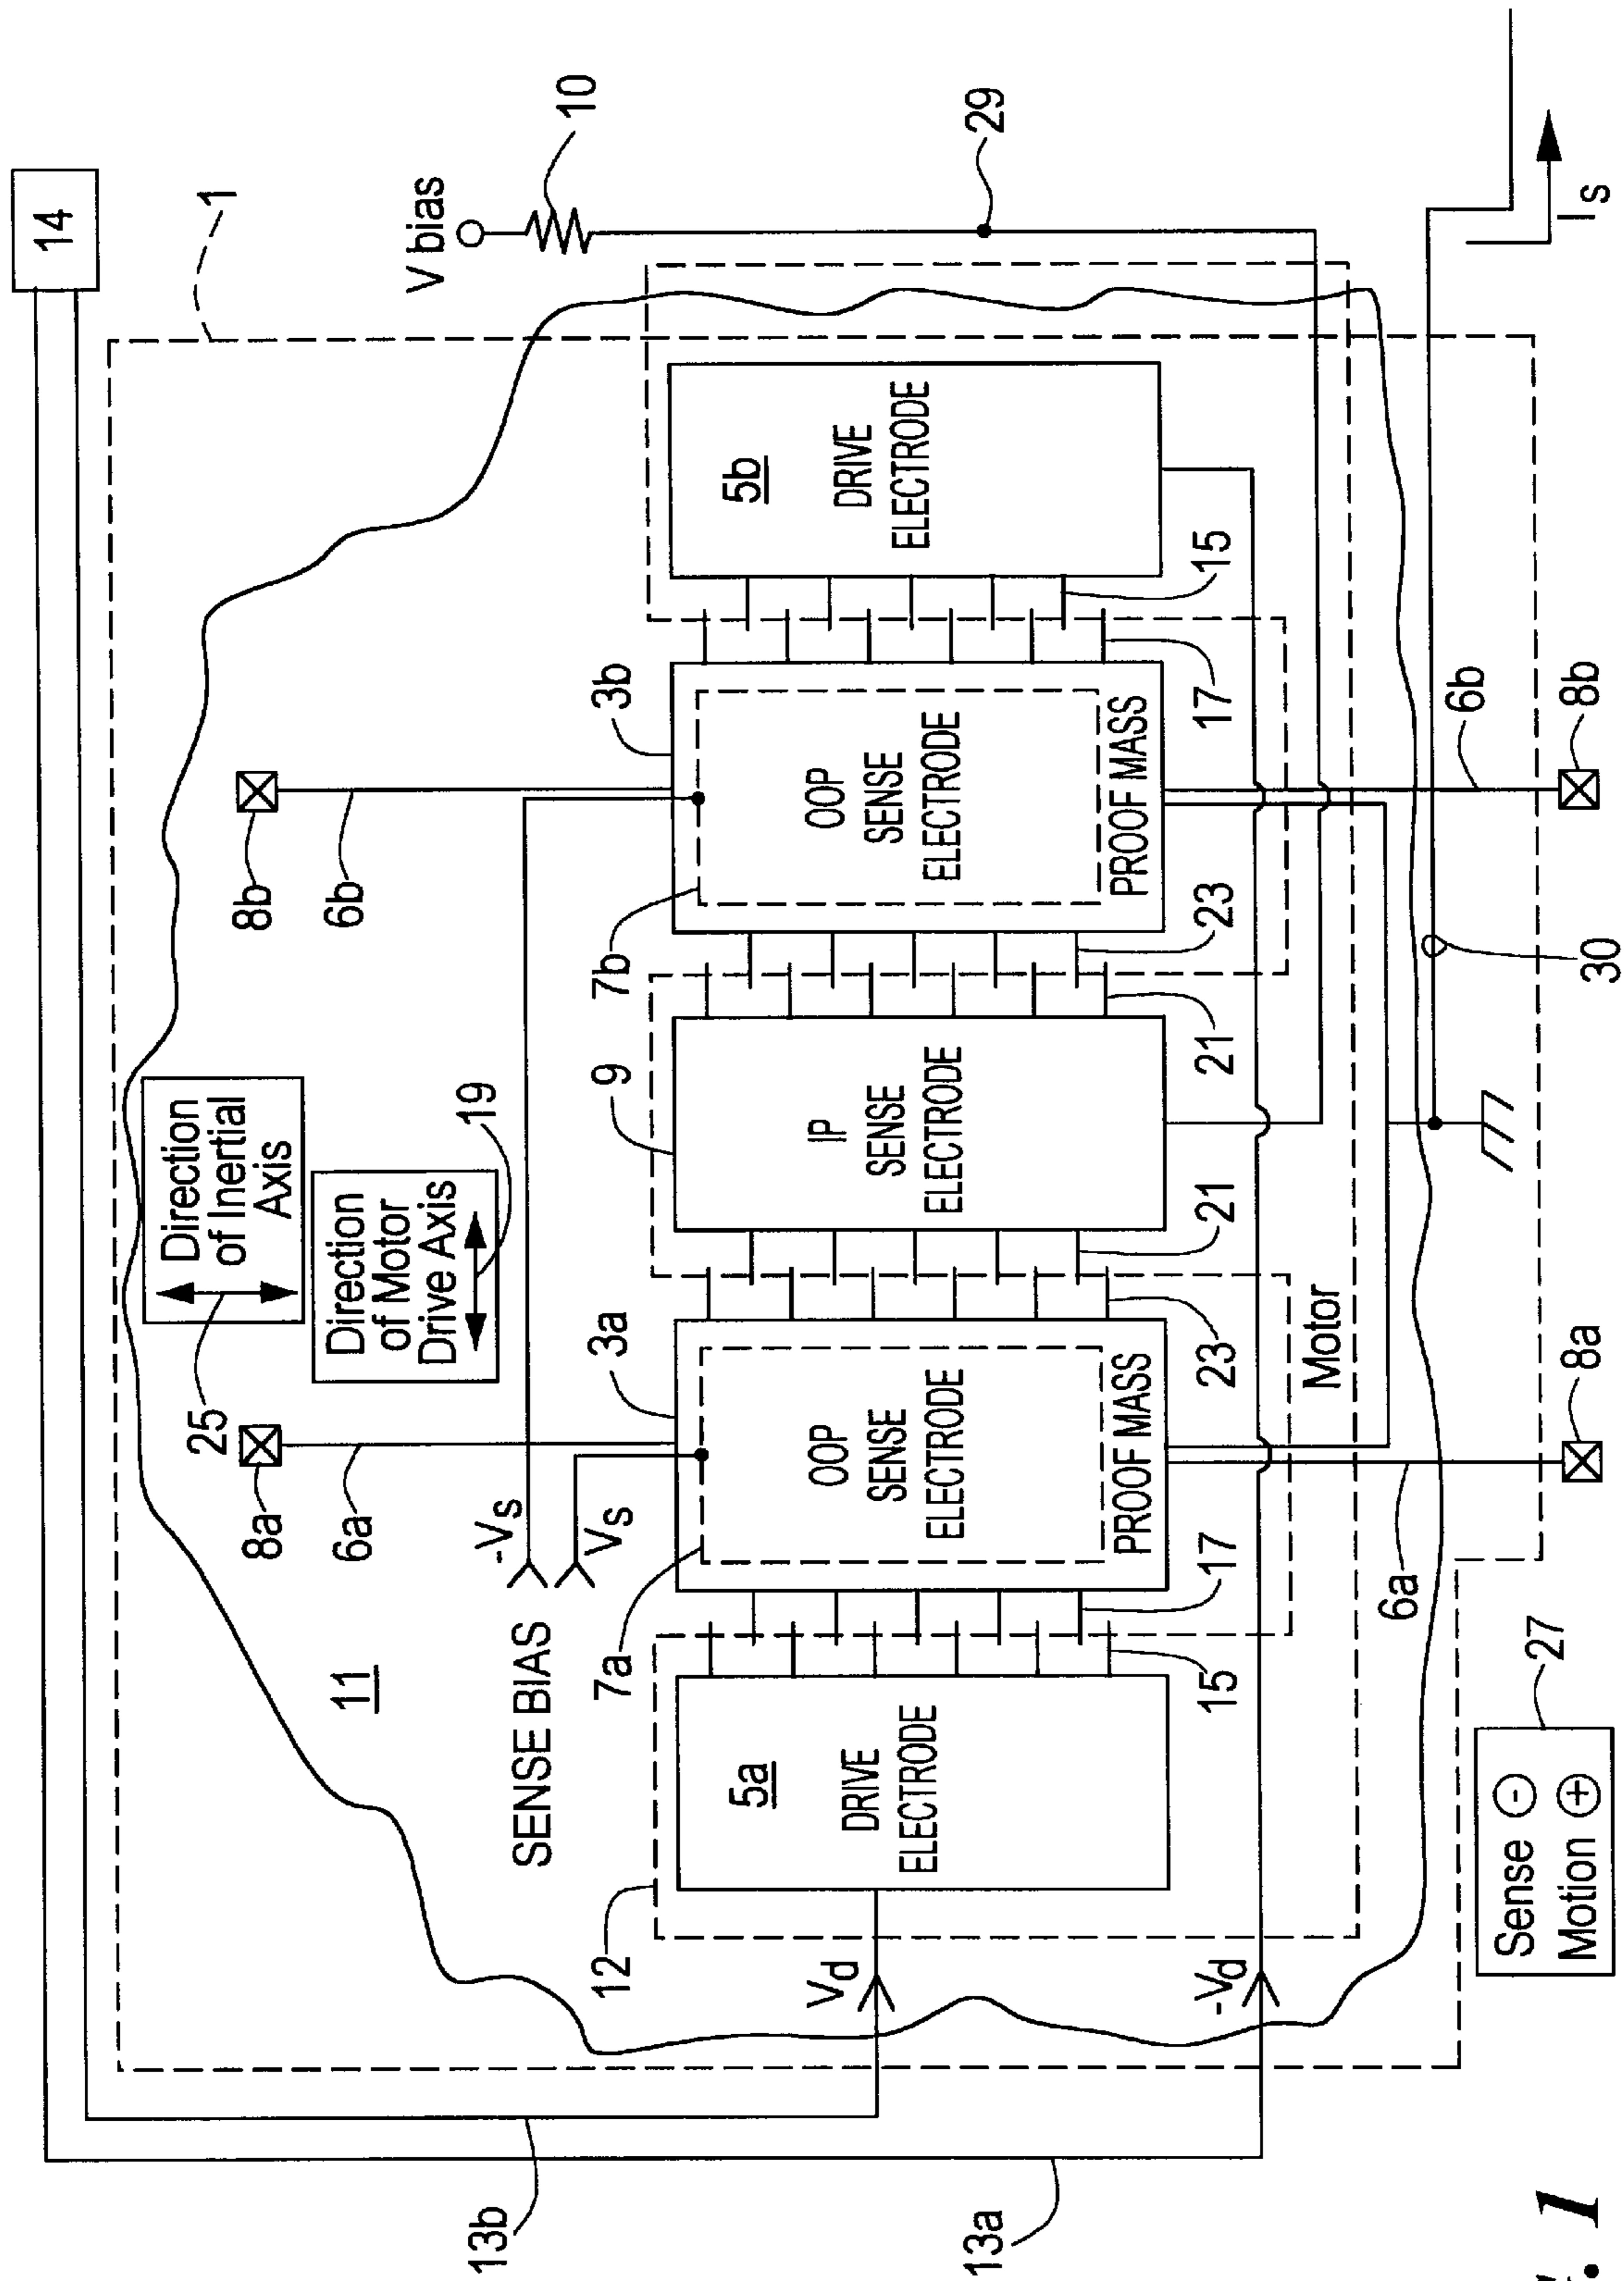 14
1
V bias
10
29
Is
8b
6b
3b
7b
OOP
SENSE
ELECTRODE
PROOF MASS
5b
DRIVE
ELECTRODE
15
17
6b
8b
23
21
9
IP
SENSE
ELECTRODE
21
23
30
Direction
of Inertial
Axis
25
Direction
of Motor
Drive Axis
19
8a
6a
3a
7a
-Vs
Vs
SENSE BIAS
OOP
SENSE
ELECTRODE
PROOF MASS
Motor
17
15
6a
8a
11
12
5a
DRIVE
ELECTRODE
Vd
-Vd
13b
13a
27
Sense -
Motion +
. 1